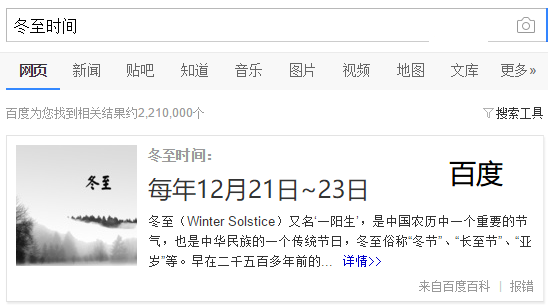 冬至时间
网页 新闻 贴吧 知道 音乐 图片 视频 地图 文库 更多»
百度为您找到相关结果约2,210,000个 搜索工具
冬至
冬至时间：
每年12月21日~23日
百度
冬至（Winter Solstice）又名‘一阳生’，是中国农历中一个重要的节
气，也是中华民族的一个传统节日，冬至俗称“冬节”、“长至节”、“亚
岁”等。早在二千五百多年前的... 详情>>
来自百度百科 | 报错